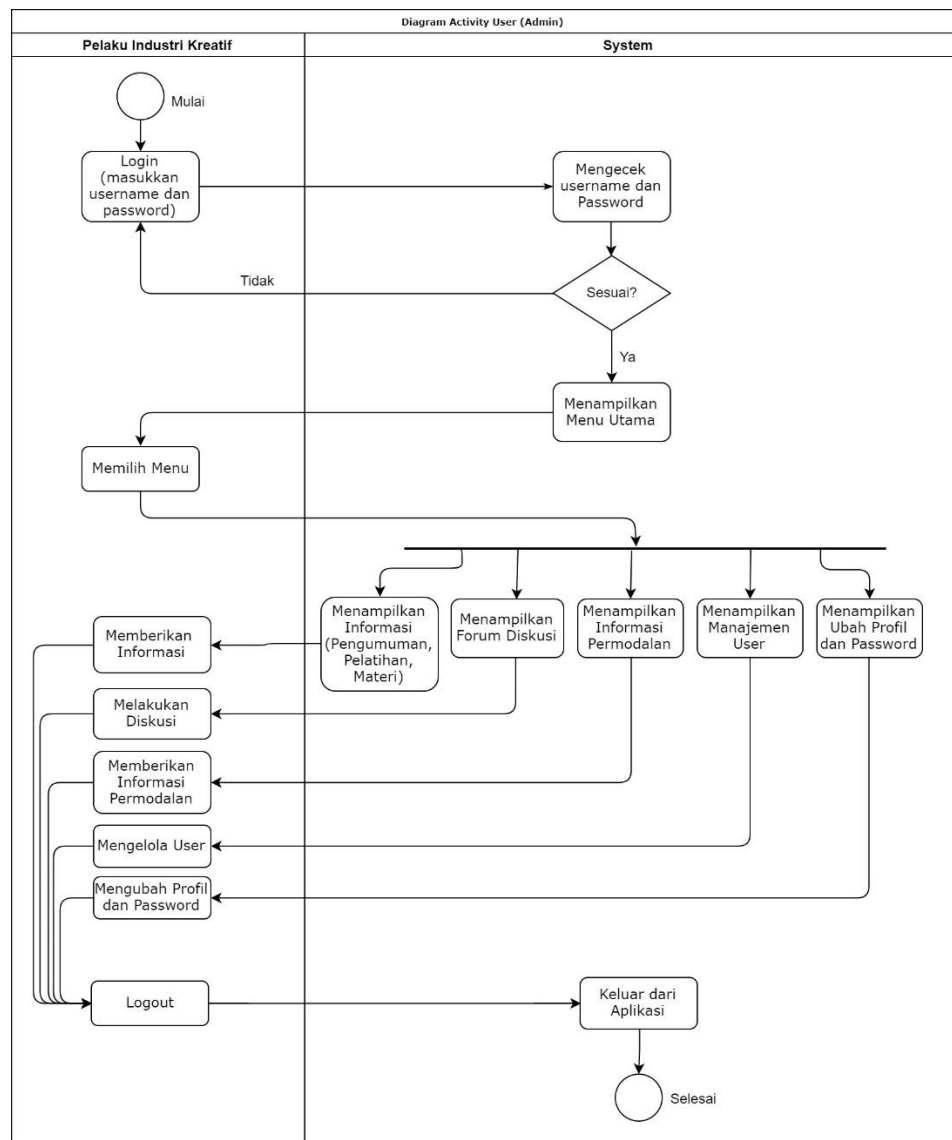 Diagram Activity User (Admin)
Pelaku Industri Kreatif
System
Mulai
Login
(masukkan
username dan
password)
Mengecek
username dan
Password
Tidak
Sesuai?
Ya
Menampilkan
Menu Utama
Memilih Menu
Menampilkan
Informasi
(Pengumuman,
Pelatihan,
Materi)
Menampilkan
Forum Diskusi
Menampilkan
Informasi
Permodalan
Menampilkan
Manajemen
User
Menampilkan
Ubah Profil
dan Password
Memberikan
Informasi
Melakukan
Diskusi
Memberikan
Informasi
Permodalan
Mengelola User
Mengubah Profil
dan Password
Logout
Keluar dari
Aplikasi
Selesai